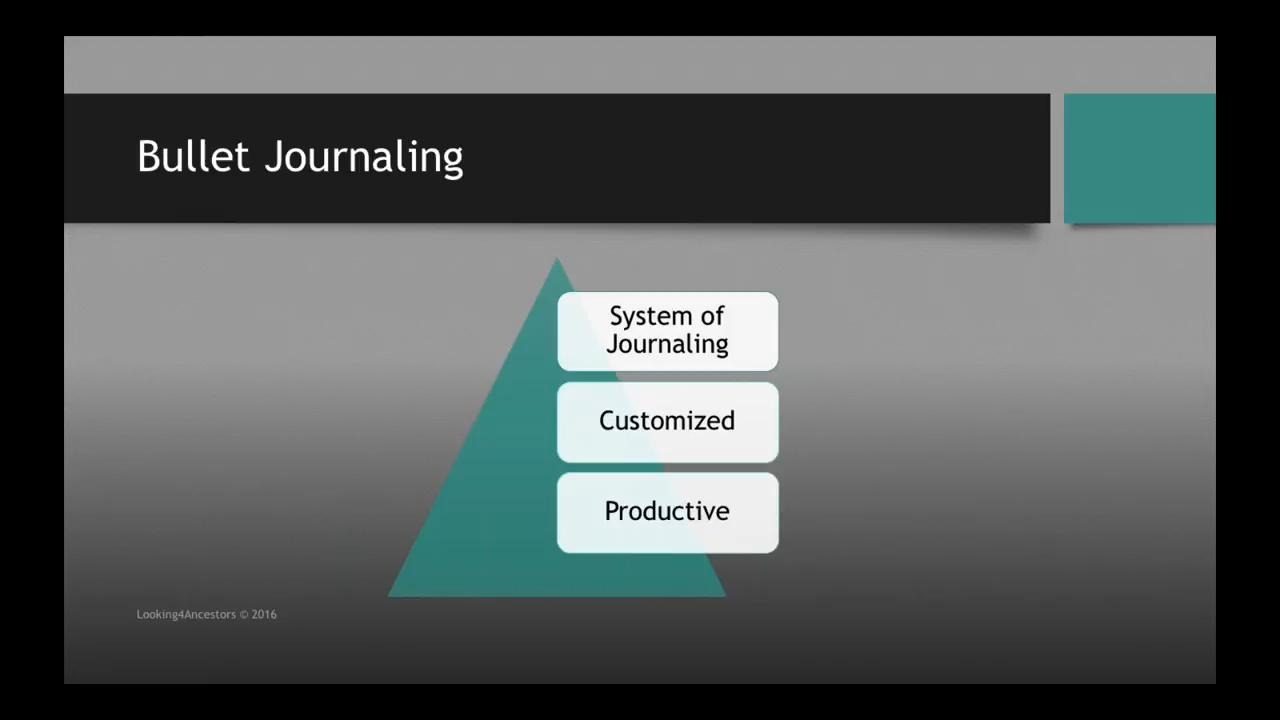 Bullet Journaling
System of
Journaling
Customized
Productive
Looking4Ancestors © 2016